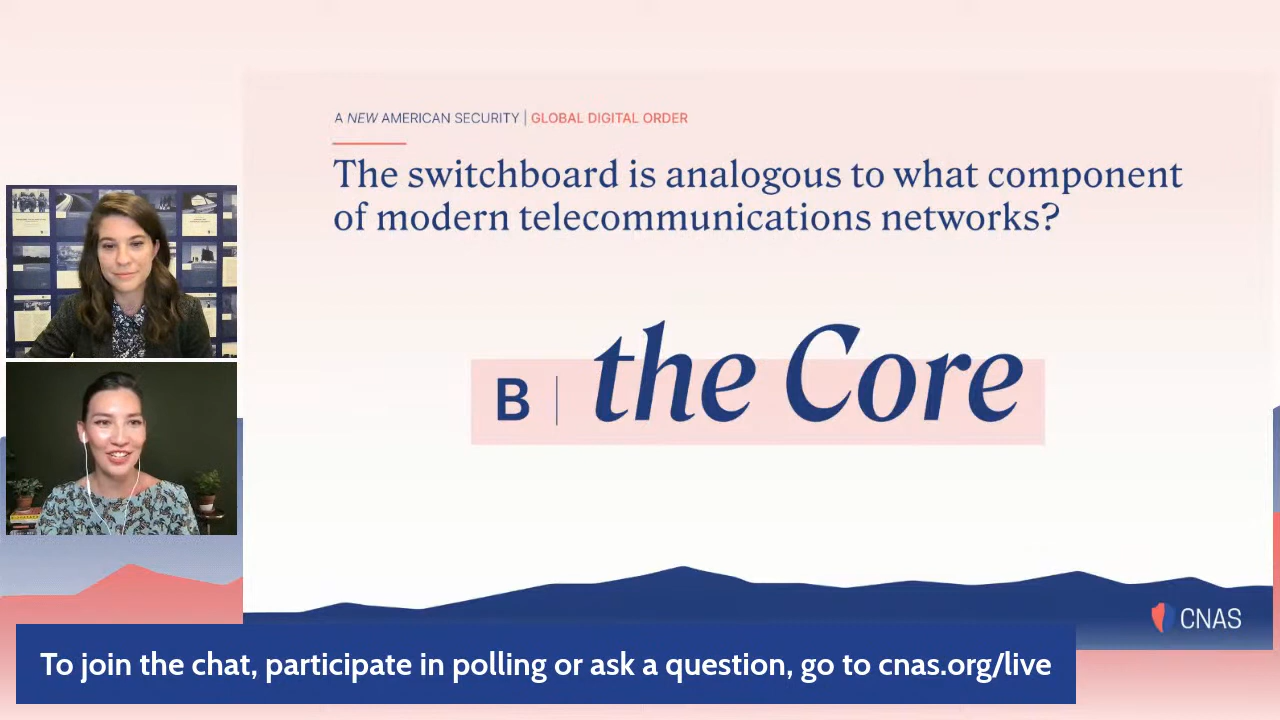 A NEW AMERICAN SECURITY | GLOBAL DIGITAL ORDER
The switchboard is analogous to what component
of modern telecommunications networks?
B | the Core
CNAS
To join the chat, participate in polling or ask a question, go to cnas.org/live